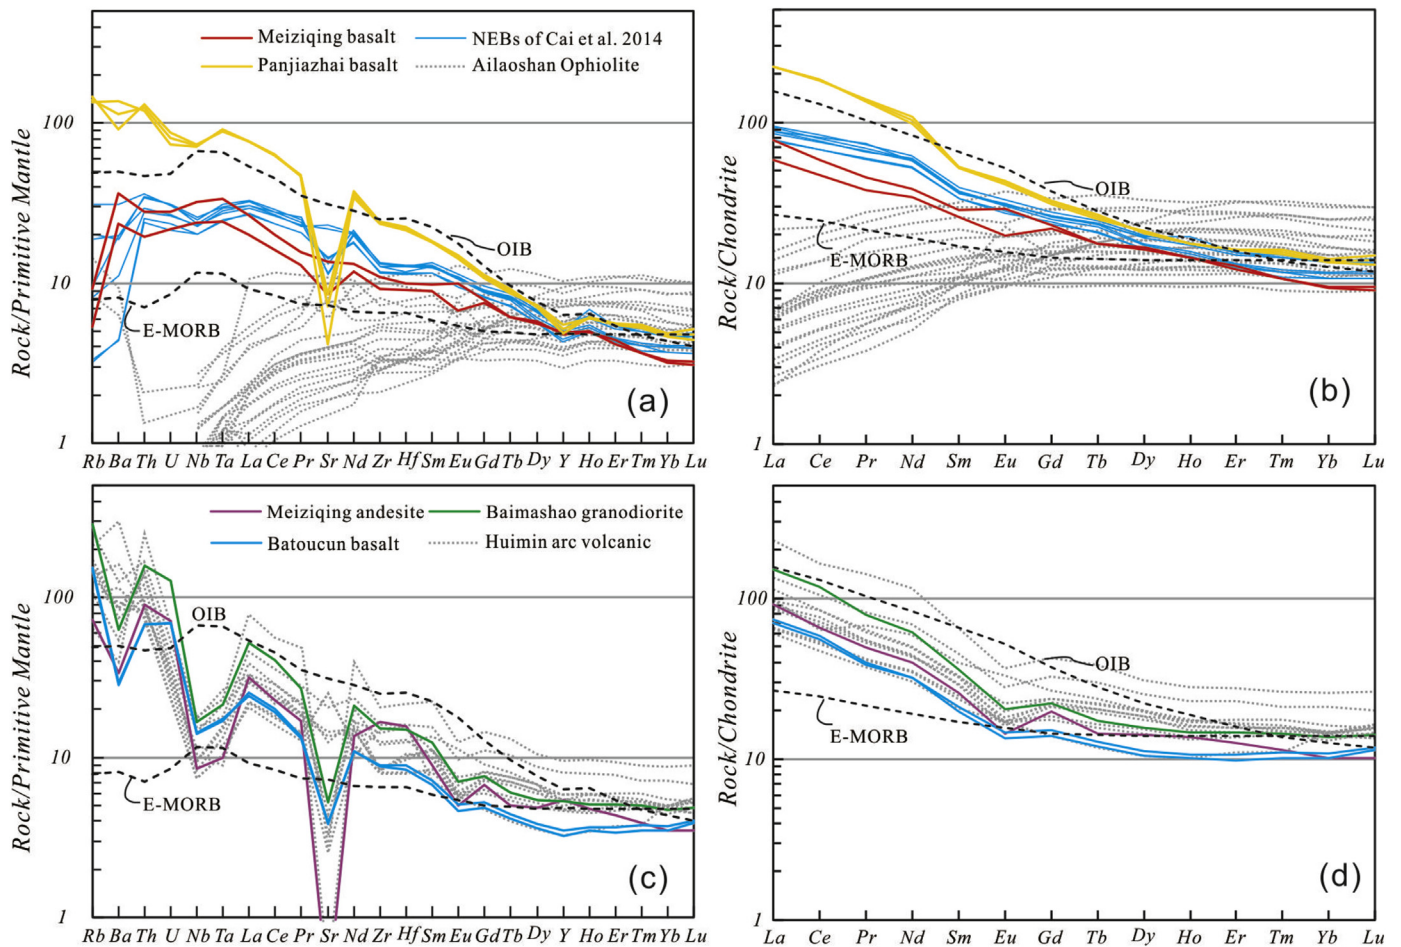 Meiziqing basalt
NEBs of Cai et al. 2014
Panjiazhai basalt
Ailaoshan Ophiolite
100
10
1
Rock/Primitive Mantle
OIB
E-MORB
(a)
Rb Ba Th U Nb Ta La Ce Pr Sr Nd Zr Hf Sm Eu Gd Tb Dy Y Ho Er Tm Yb Lu
100
10
1
Rock/Chondrite
OIB
E-MORB
(b)
La Ce Pr Nd Sm Eu Gd Tb Dy Ho Er Tm Yb Lu
Meiziqing andesite
Baimashao granodiorite
Batoucun basalt
Huimin arc volcanic
100
10
1
Rock/Primitive Mantle
OIB
E-MORB
(c)
Rb Ba Th U Nb Ta La Ce Pr Sr Nd Zr Hf Sm Eu Gd Tb Dy Y Ho Er Tm Yb Lu
100
10
1
Rock/Chondrite
OIB
E-MORB
(d)
La Ce Pr Nd Sm Eu Gd Tb Dy Ho Er Tm Yb Lu